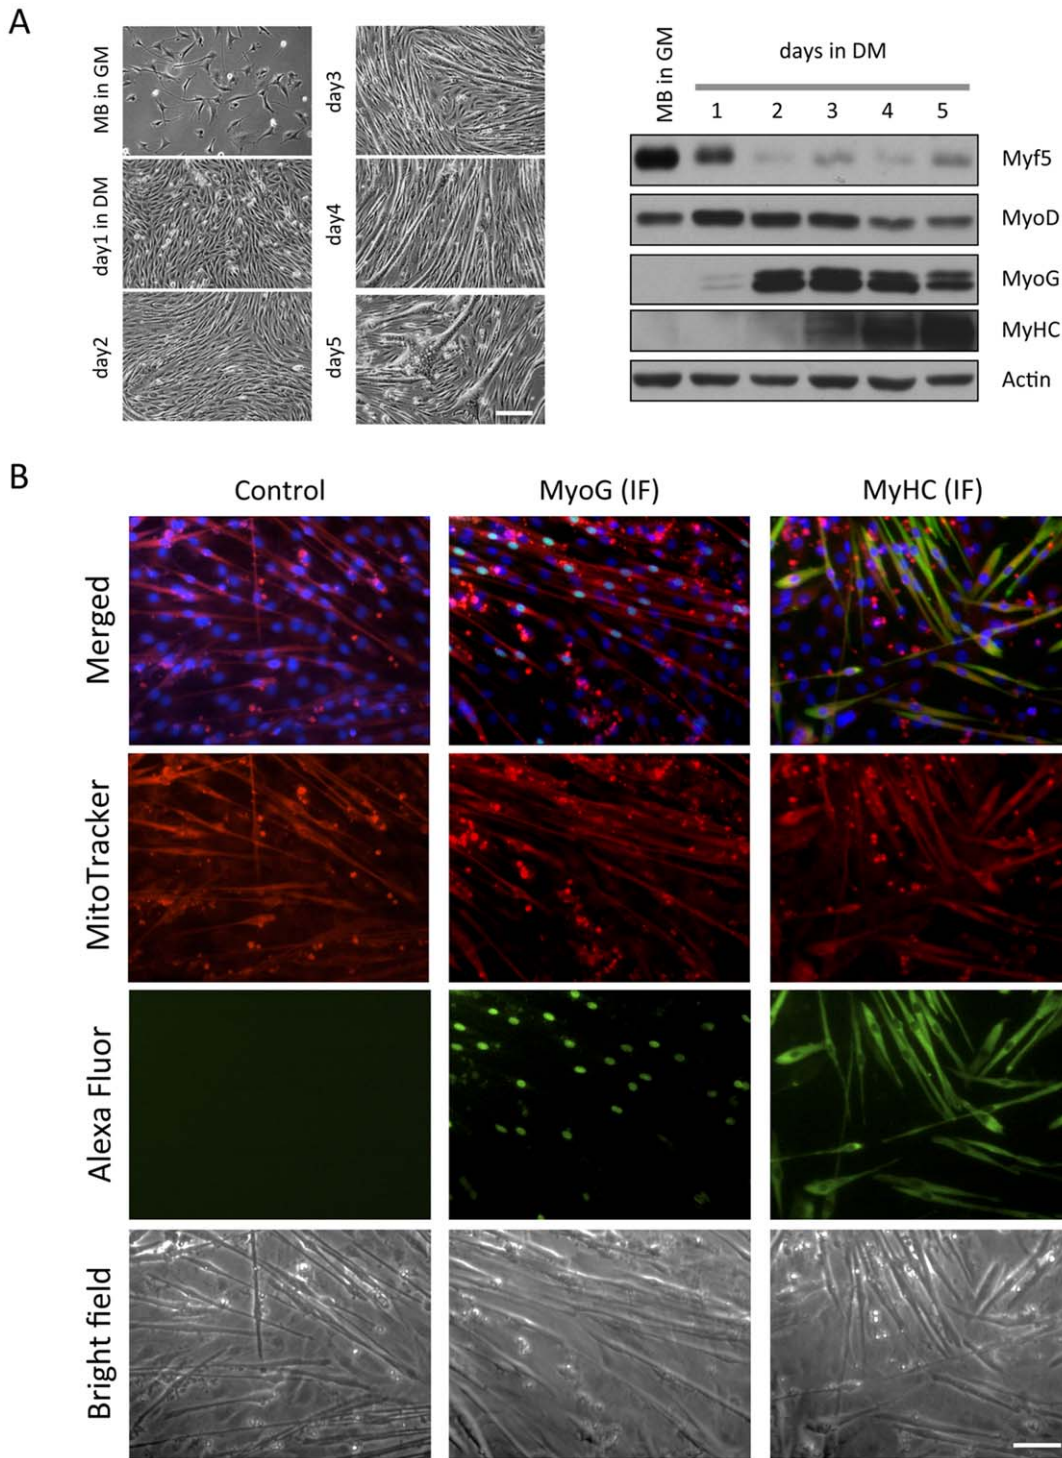 A
MB in GM
day1 in DM
day2
day3
day4
day5
MB in GM
days in DM
1 2 3 4 5
Myf5
MyoD
MyoG
MyHC
Actin
B
Control MyoG (IF) MyHC (IF)
Merged
MitoTracker
Alexa Fluor
Bright field